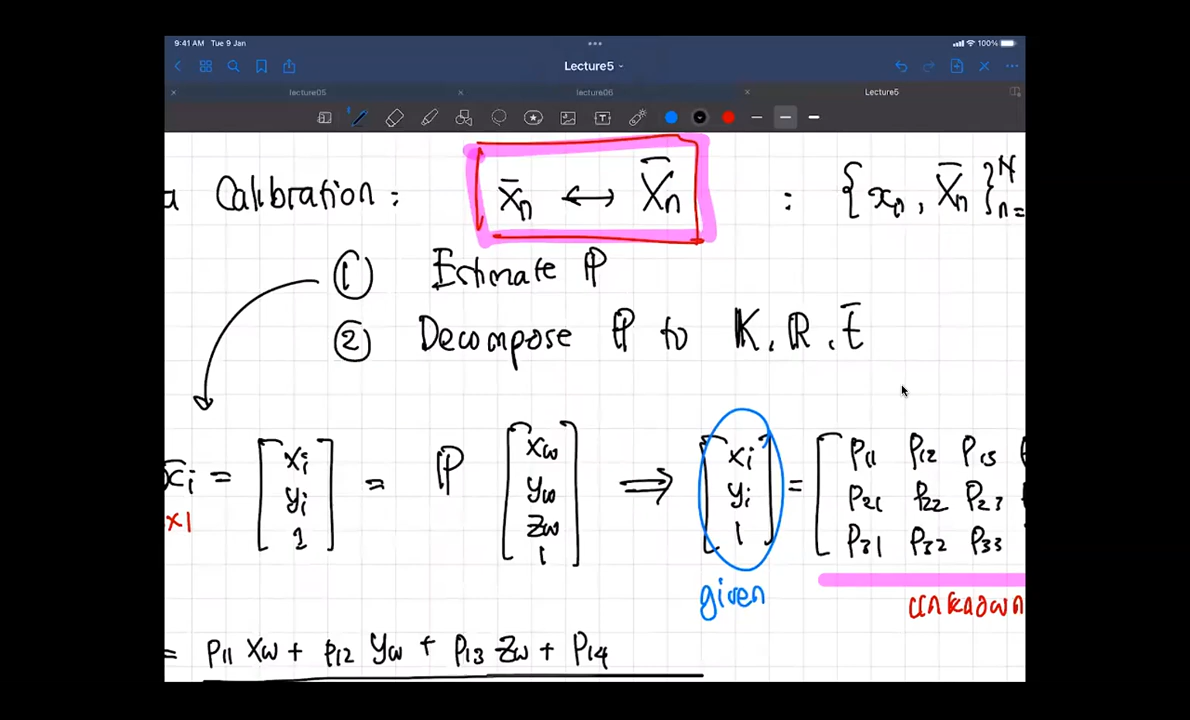 9:41 AM Tue 9 Jan 100%
Lecture5
lecture05 lecture06 Lecture5
a Calibration : x̄n ↔ X̄n : {xn, X̄n}ᴺn=
① Estimate ℙ
② Decompose ℙ to 𝕂, ℝ, t̄
x̄i = [xi yi 1] = ℙ [xw yw zw 1] ⇒ [xi yi 1] = [P11 P12 P13
P21 P22 P23
P31 P32 P33
x1
given
unknown
= P11 Xw + P12 Yw + P13 Zw + P14